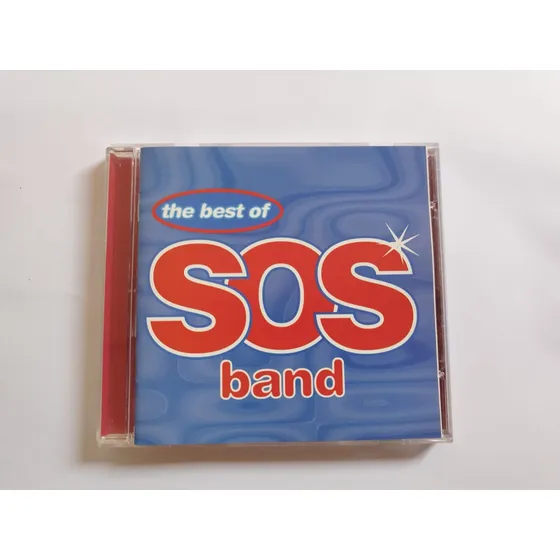 the best of
SOS
band